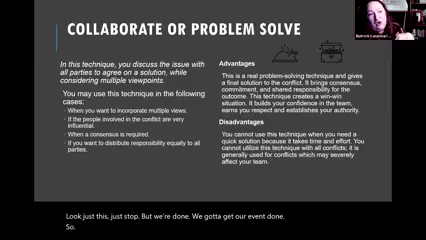 COLLABORATE OR PROBLEM SOLVE
In this technique, you discuss the issue with
all parties to agree on a solution, while
considering multiple viewpoints.
You may use this technique in the following
cases:
When you want to incorporate multiple views.
If the people involved in the conflict are very
influential.
When a consensus is required.
If you want to distribute responsibility equally to all
parties.
Advantages
This is a real problem-solving technique and gives
a final solution to the conflict. It brings consensus,
commitment, and shared responsibility for the
outcome. This technique creates a win-win
situation. It builds your confidence in the team,
earns you respect and establishes your authority.
Disadvantages
You cannot use this technique when you need a
quick solution because it takes time and effort. You
cannot utilize this technique with all conflicts; it is
generally used for conflicts which may severely
affect your team.
Look just this, just stop. But we're done. We gotta get our event done.
So.